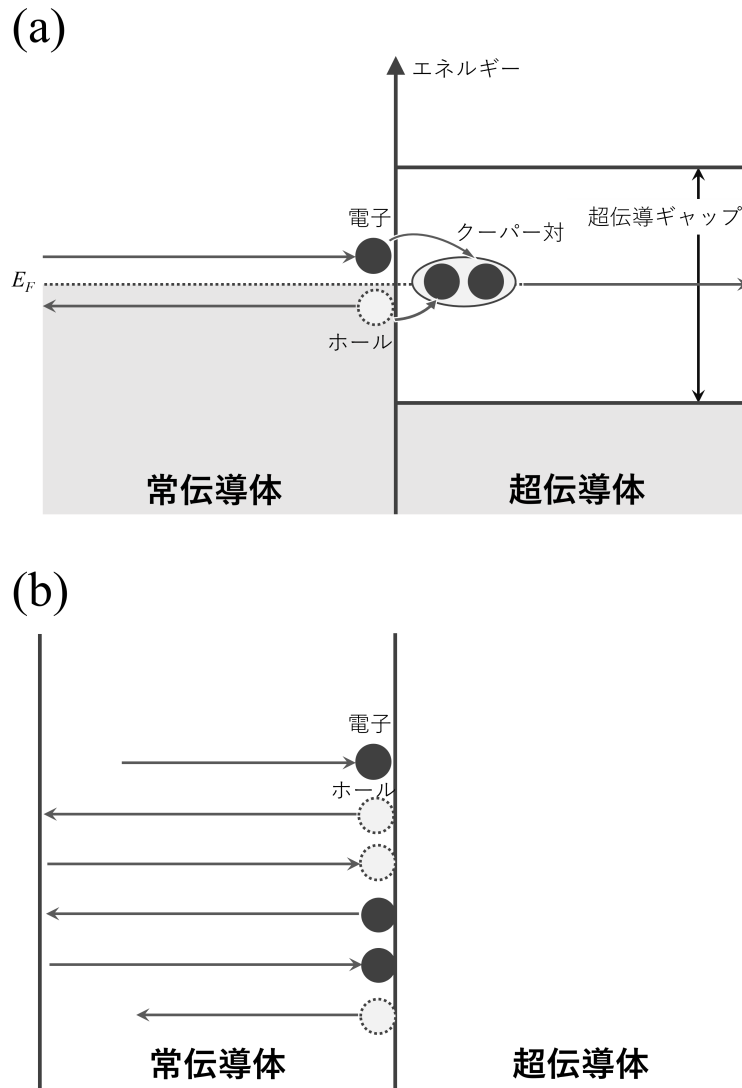 (a)
エネルギー
超伝導ギャップ
電子
クーパー対
E_F
ホール
常伝導体
超伝導体
(b)
電子
ホール
常伝導体
超伝導体